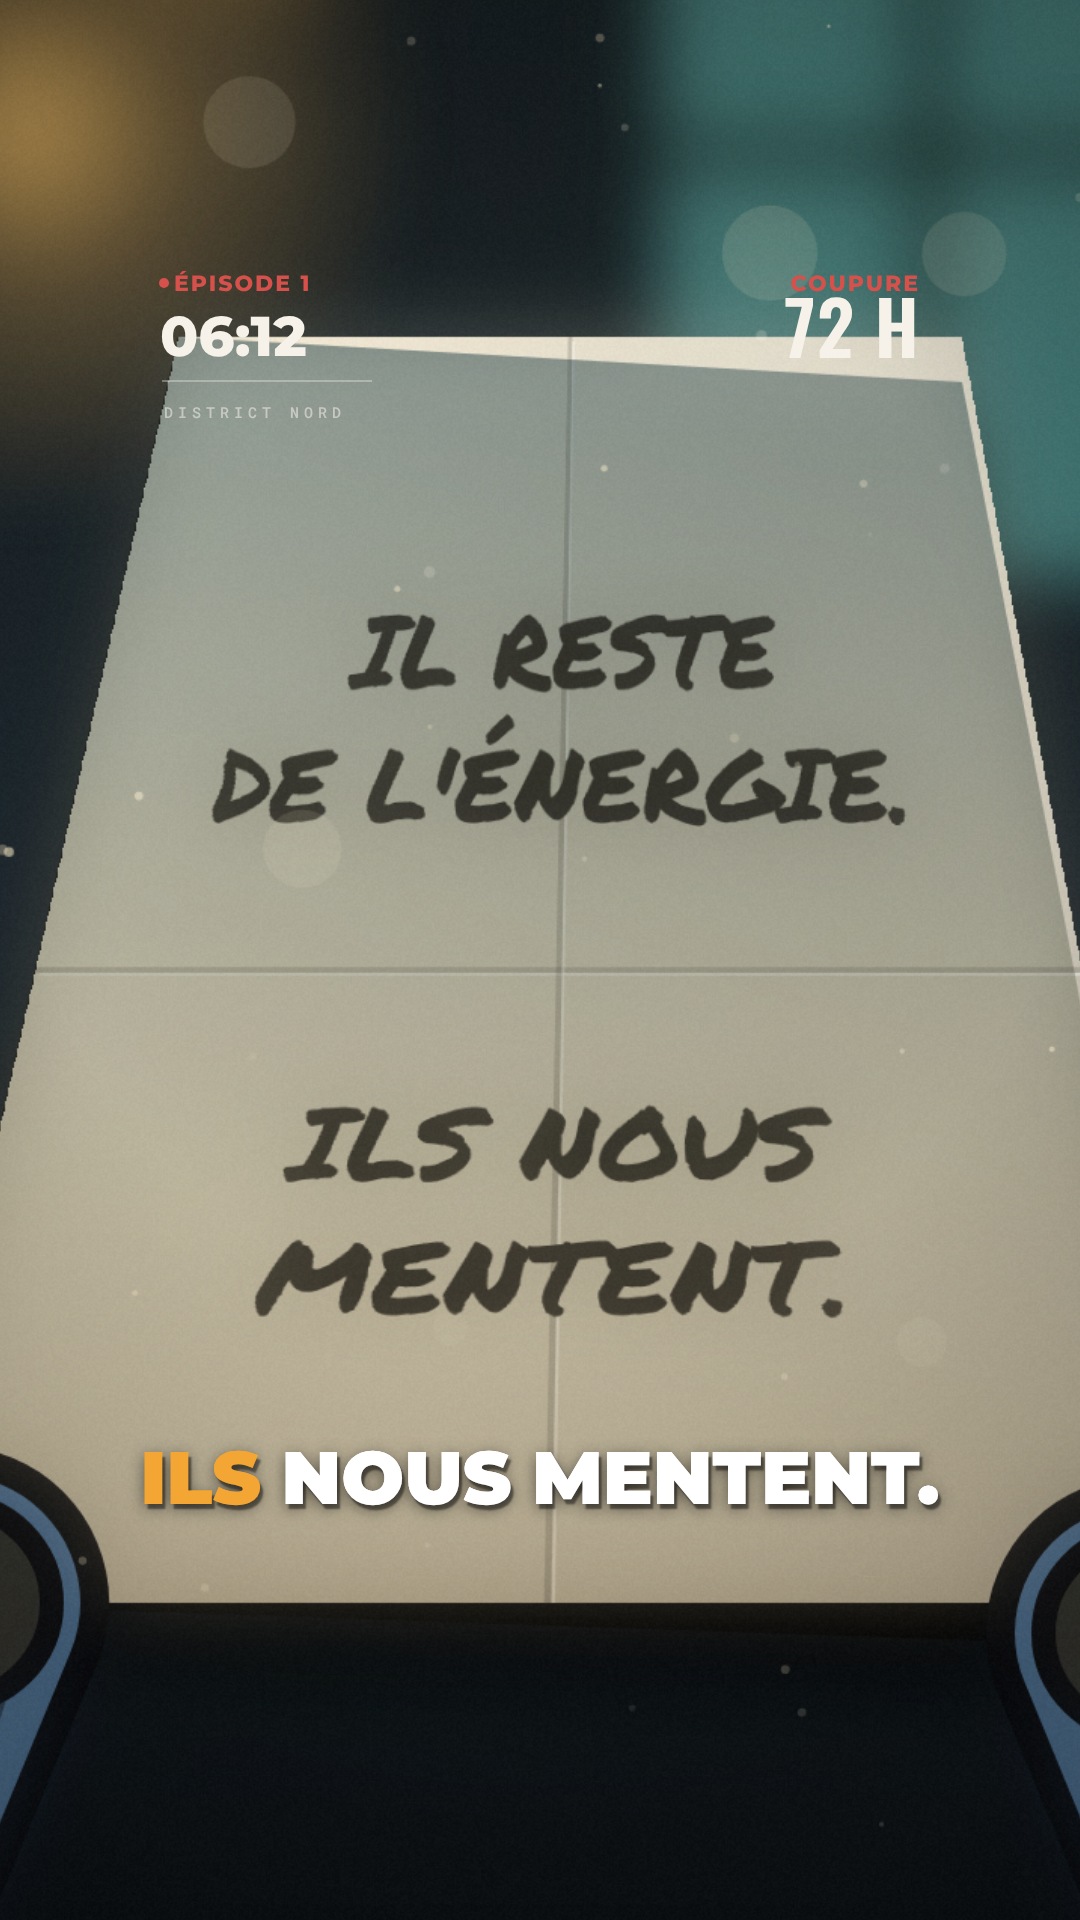 ÉPISODE 1
06:12
DISTRICT NORD
COUPURE
72 H
IL RESTE
DE L'ÉNERGIE.
ILS NOUS
MENTENT.
ILS NOUS MENTENT.